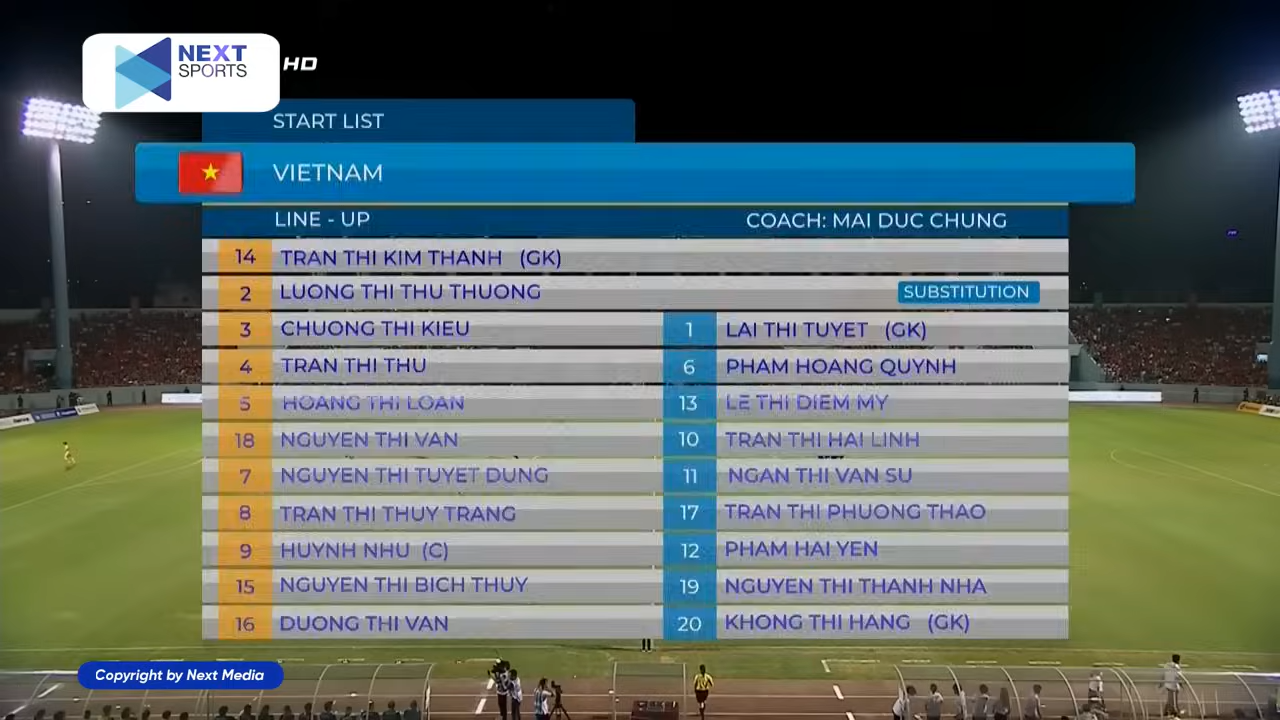 NEXT
SPORTS
HD
START LIST
VIETNAM
LINE - UP
COACH: MAI DUC CHUNG
14 TRAN THI KIM THANH (GK)
2 LUONG THI THU THUONG
3 CHUONG THI KIEU
4 TRAN THI THU
5 HOANG THI LOAN
18 NGUYEN THI VAN
7 NGUYEN THI TUYET DUNG
8 TRAN THI THUY TRANG
9 HUYNH NHU (C)
15 NGUYEN THI BICH THUY
16 DUONG THI VAN
SUBSTITUTION
1 LAI THI TUYET (GK)
6 PHAM HOANG QUYNH
13 LE THI DIEM MY
10 TRAN THI HAI LINH
11 NGAN THI VAN SU
17 TRAN THI PHUONG THAO
12 PHAM HAI YEN
19 NGUYEN THI THANH NHA
20 KHONG THI HANG (GK)
Copyright by Next Media